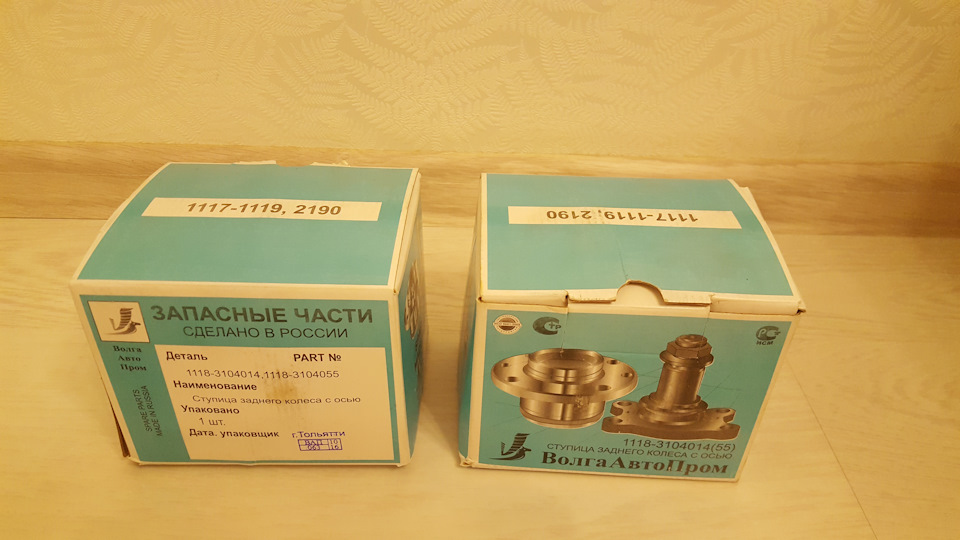 1117-1119, 2190
ЗАПАСНЫЕ ЧАСТИ
СДЕЛАНО В РОССИИ
Волга
Авто
Пром
SPARE PARTS
MADE IN RUSSIA
Деталь PART №
1118-3104014,1118-3104055
Наименование
Ступица заднего колеса с осью
Упаковано
1 шт.
Дата. упаковщик г.Тольятти
1117-1119, 2190
1118-3104014(55)
СТУПИЦА ЗАДНЕГО КОЛЕСА С ОСЬЮ
ВолгаАвтоПром